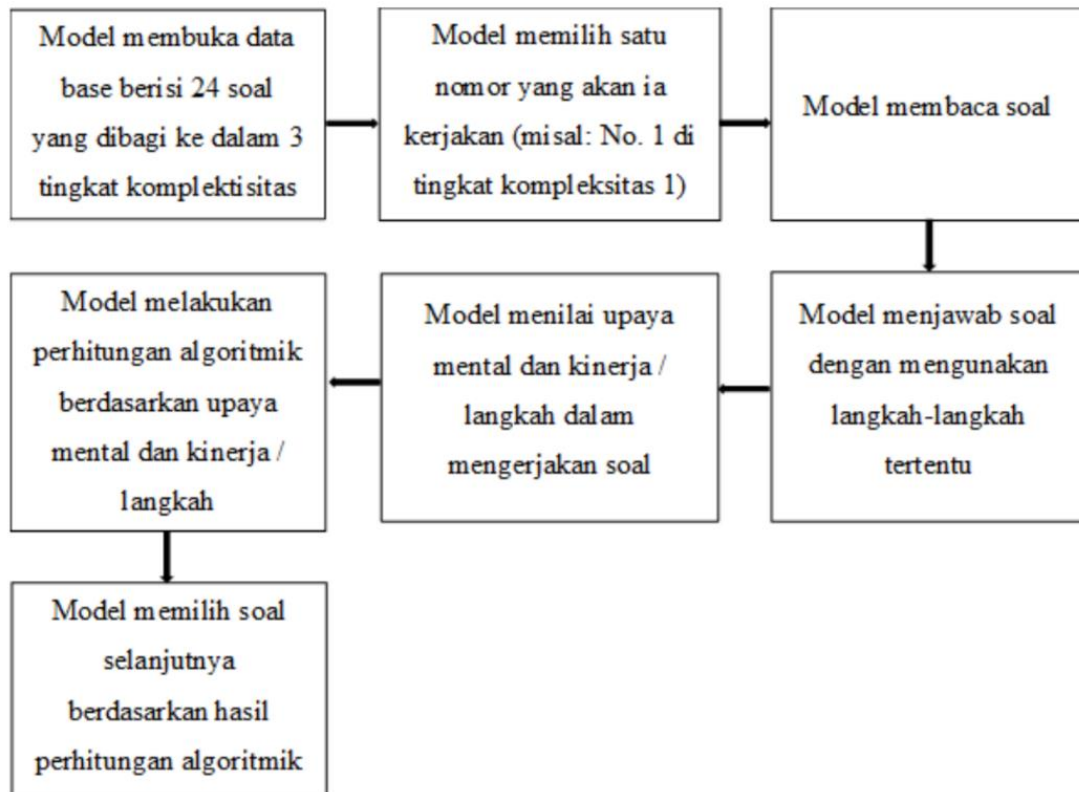 Model membuka data
base berisi 24 soal
yang dibagi ke dalam 3
tingkat komplektisitas
Model memilih satu
nomor yang akan ia
kerjakan (misal: No. 1 di
tingkat kompleksitas 1)
Model membaca soal
Model menjawab soal
dengan mengunakan
langkah-langkah
tertentu
Model menilai upaya
mental dan kinerja /
langkah dalam
mengerjakan soal
Model melakukan
perhitungan algoritmik
berdasarkan upaya
mental dan kinerja /
langkah
Model memilih soal
selanjutnya
berdasarkan hasil
perhitungan algoritmik